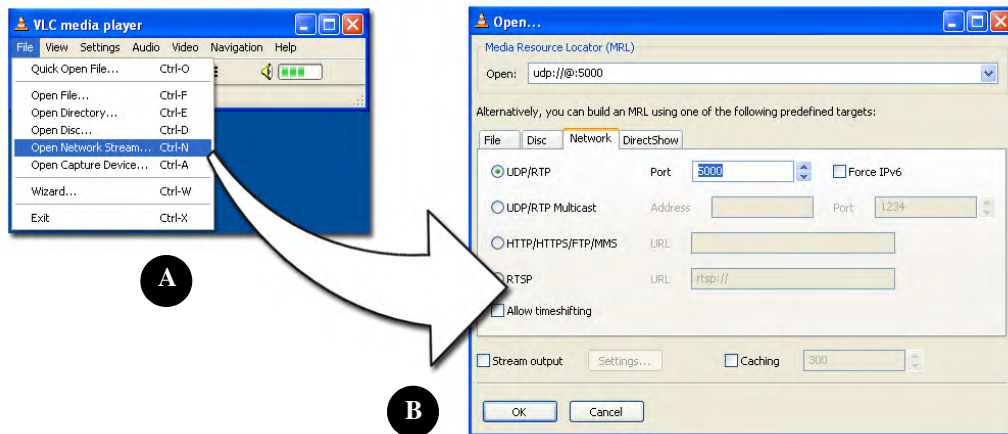 VLC media player
File View Settings Audio Video Navigation Help
Quick Open File... Ctrl-O
Open File... Ctrl-F
Open Directory... Ctrl-E
Open Disc... Ctrl-D
Open Network Stream... Ctrl-N
Open Capture Device... Ctrl-A
Wizard... Ctrl-W
Exit Ctrl-X
A
Open...
Media Resource Locator (MRL)
Open: udp://@:5000
Alternatively, you can build an MRL using one of the following predefined targets:
File Disc Network DirectShow
UDP/RTP Port 5000 Force IPv6
UDP/RTP Multicast Address Port 1234
HTTP/HTTPS/FTP/MMS URL
RTSP URL rtsp://
Allow timeshifting
Stream output Settings... Caching 300
OK Cancel
B